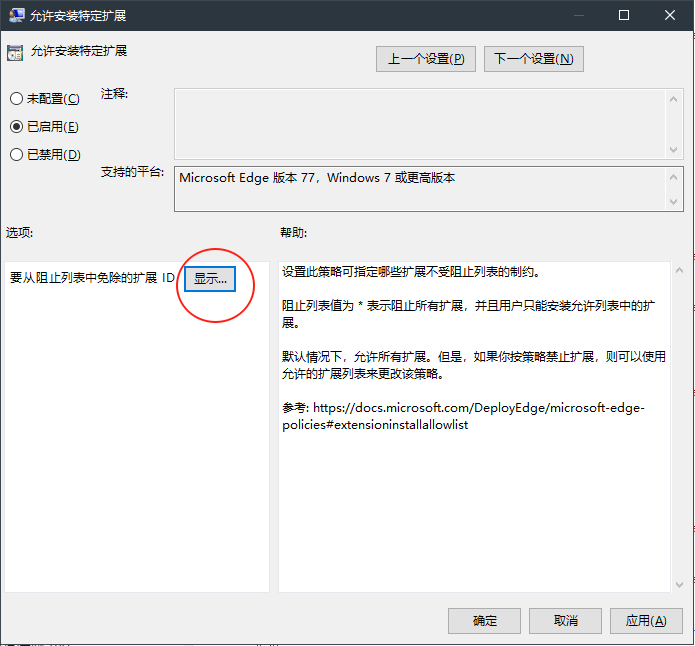 允许安装特定扩展
允许安装特定扩展
上一个设置(P)
下一个设置(N)
未配置(C)
注释:
已启用(E)
已禁用(D)
支持的平台:
Microsoft Edge 版本 77，Windows 7 或更高版本
选项:
帮助:
要从阻止列表中免除的扩展 ID
显示...
设置此策略可指定哪些扩展不受阻止列表的制约。
阻止列表值为 * 表示阻止所有扩展，并且用户只能安装允许列表中的扩
展。
默认情况下，允许所有扩展。但是，如果你按策略禁止扩展，则可以使用
允许的扩展列表来更改该策略。
参考: https://docs.microsoft.com/DeployEdge/microsoft-edge-
policies#extensioninstallallowlist
确定
取消
应用(A)